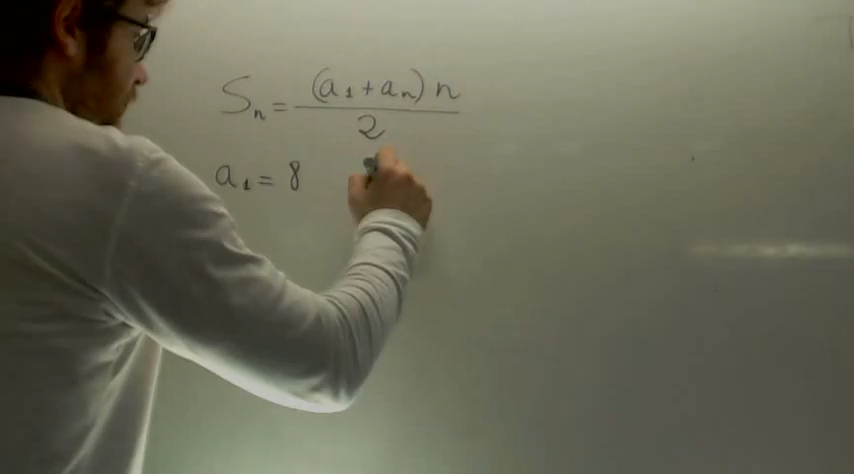 Sₙ = (a₁ + aₙ) n / 2
a₁ = 8